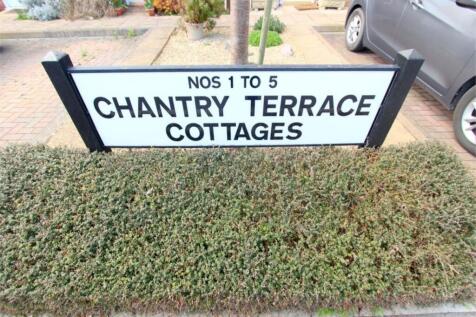 NOS 1 TO 5
CHANTRY TERRACE
COTTAGES